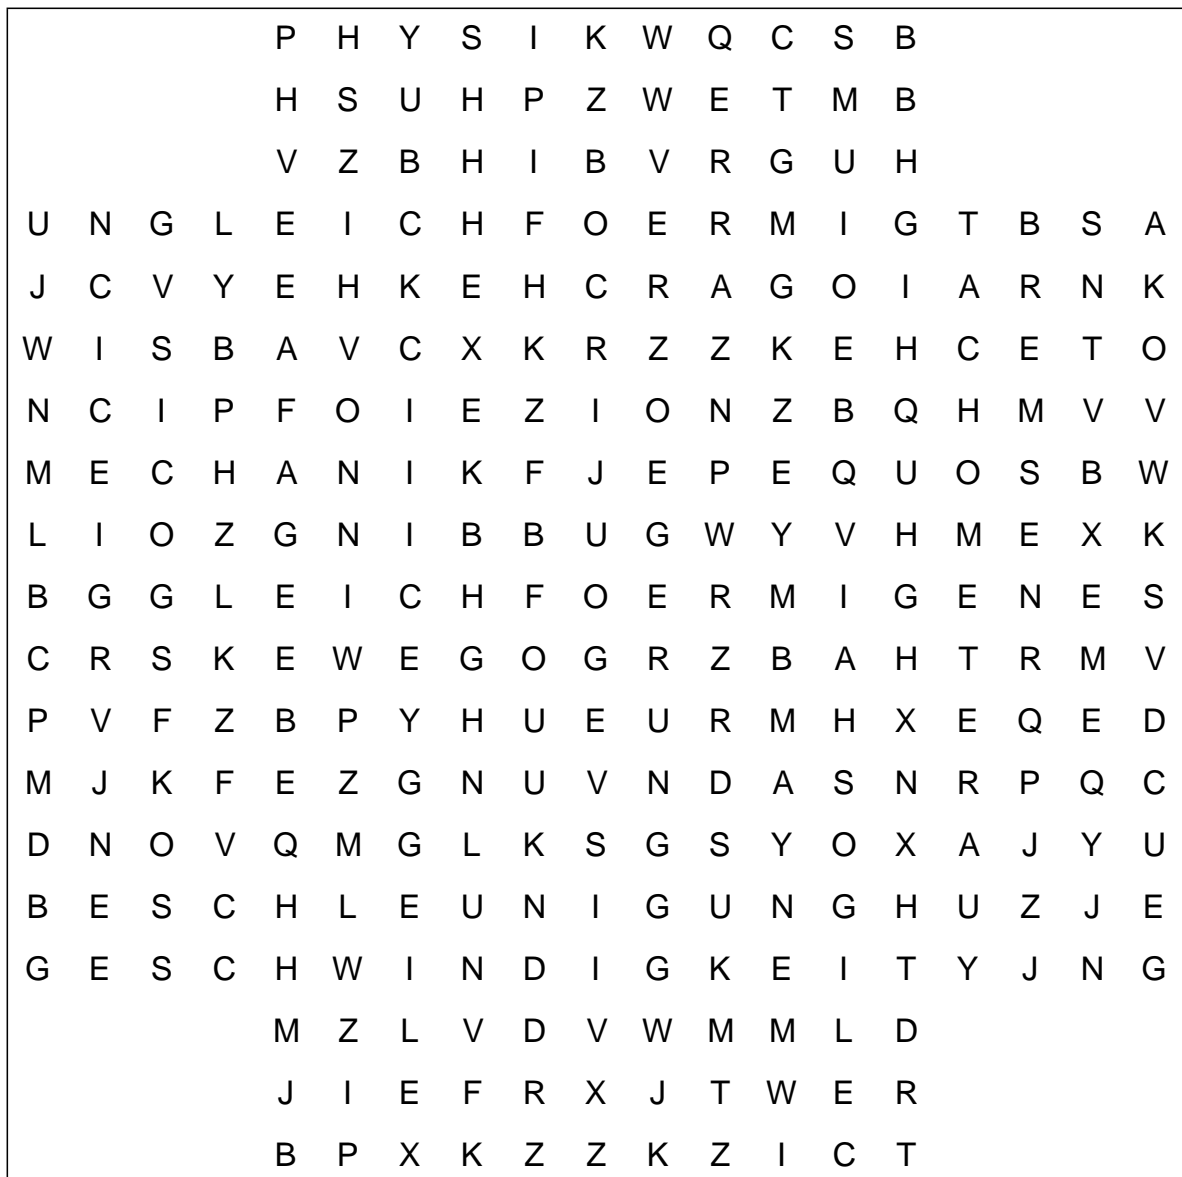 P H Y S I K W Q C S B
H S U H P Z W E T M B
V Z B H I B V R G U H
U N G L E I C H F O E R M I G T B S A
J C V Y E H K E H C R A G O I A R N K
W I S B A V C X K R Z Z K E H C E T O
N C I P F O I E Z I O N Z B Q H M V V
M E C H A N I K F J E P E Q U O S B W
L I O Z G N I B B U G W Y V H M E X K
B G G L E I C H F O E R M I G E N E S
C R S K E W E G O G R Z B A H T R M V
P V F Z B P Y H U E U R M H X E Q E D
M J K F E Z G N U V N D A S N R P Q C
D N O V Q M G L K S G S Y O X A J Y U
B E S C H L E U N I G U N G H U Z J E
G E S C H W I N D I G K E I T Y J N G
M Z L V D V W M M L D
J I E F R X J T W E R
B P X K Z Z K Z I C T